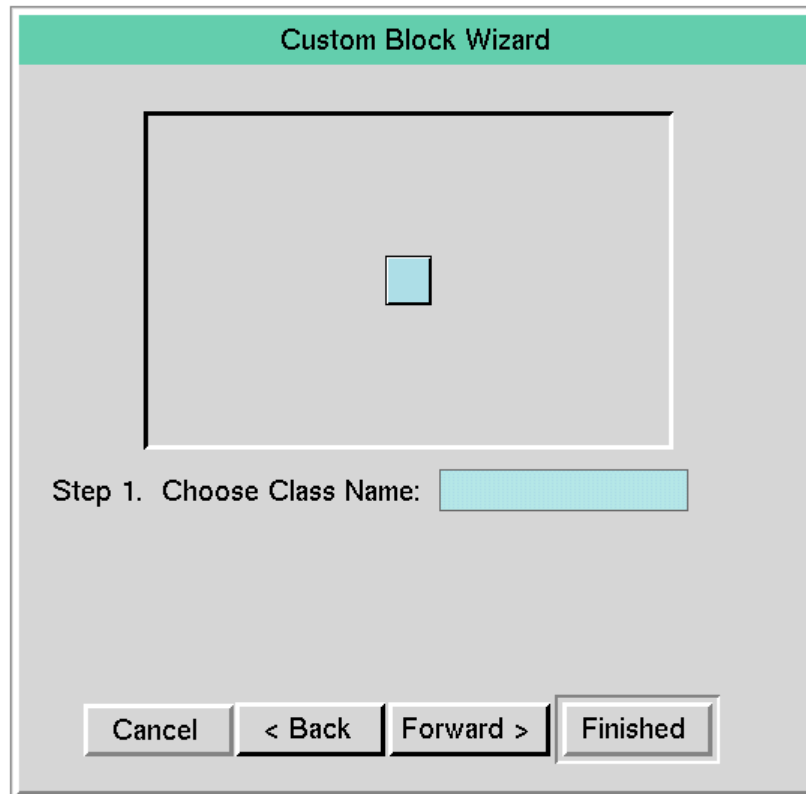 Custom Block Wizard
Step 1. Choose Class Name:
Cancel < Back Forward > Finished